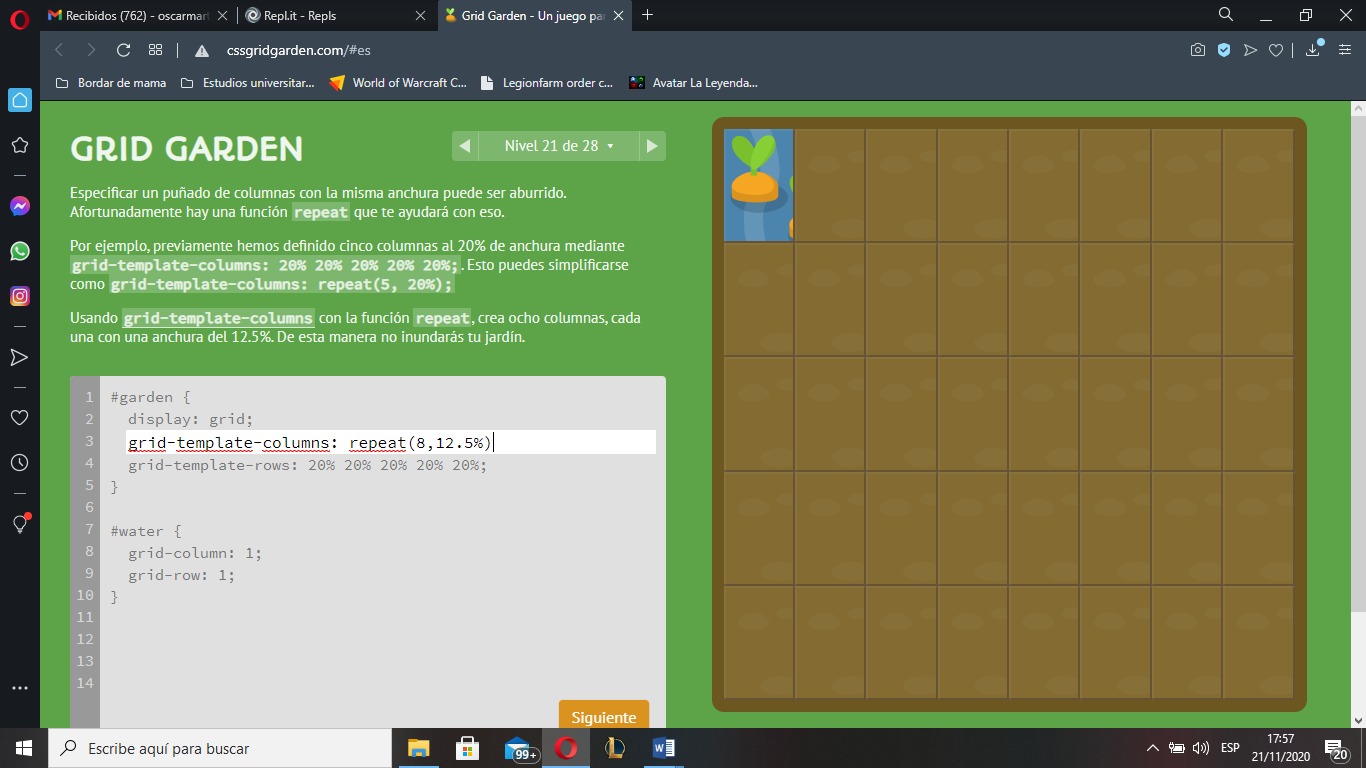 Recibidos (762) - oscarmart
Repl.it - Repls
Grid Garden - Un juego par
cssgridgarden.com/#es
Bordar de mama
Estudios universitar...
World of Warcraft C...
Legionfarm order c...
Avatar La Leyenda...
GRID GARDEN
Nivel 21 de 28
Especificar un puñado de columnas con la misma anchura puede ser aburrido.
Afortunadamente hay una función repeat que te ayudará con eso.
Por ejemplo, previamente hemos definido cinco columnas al 20% de anchura mediante
grid-template-columns: 20% 20% 20% 20% 20%;. Esto puedes simplificarse
como grid-template-columns: repeat(5, 20%);
Usando grid-template-columns con la función repeat, crea ocho columnas, cada
una con una anchura del 12.5%. De esta manera no inundarás tu jardín.
1 #garden {
2 display: grid;
3 grid-template-columns: repeat(8,12.5%)
4 grid-template-rows: 20% 20% 20% 20% 20%;
5 }
6
7 #water {
8 grid-column: 1;
9 grid-row: 1;
10 }
11
12
13
14
Siguiente
Escribe aquí para buscar
99+
ESP
17:57
21/11/2020
20